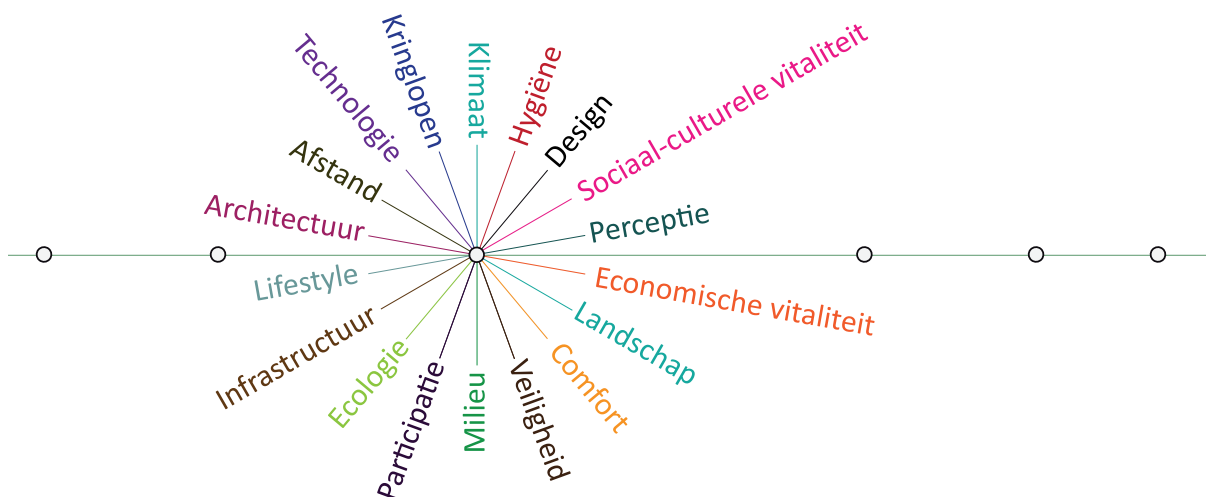 Klimaat
Hygiëne
Design
Sociaal-culturele vitaliteit
Perceptie
Economische vitaliteit
Landschap
Comfort
Veiligheid
Milieu
Participatie
Ecologie
Infrastructuur
Lifestyle
Architectuur
Afstand
Technologie
Kringlopen